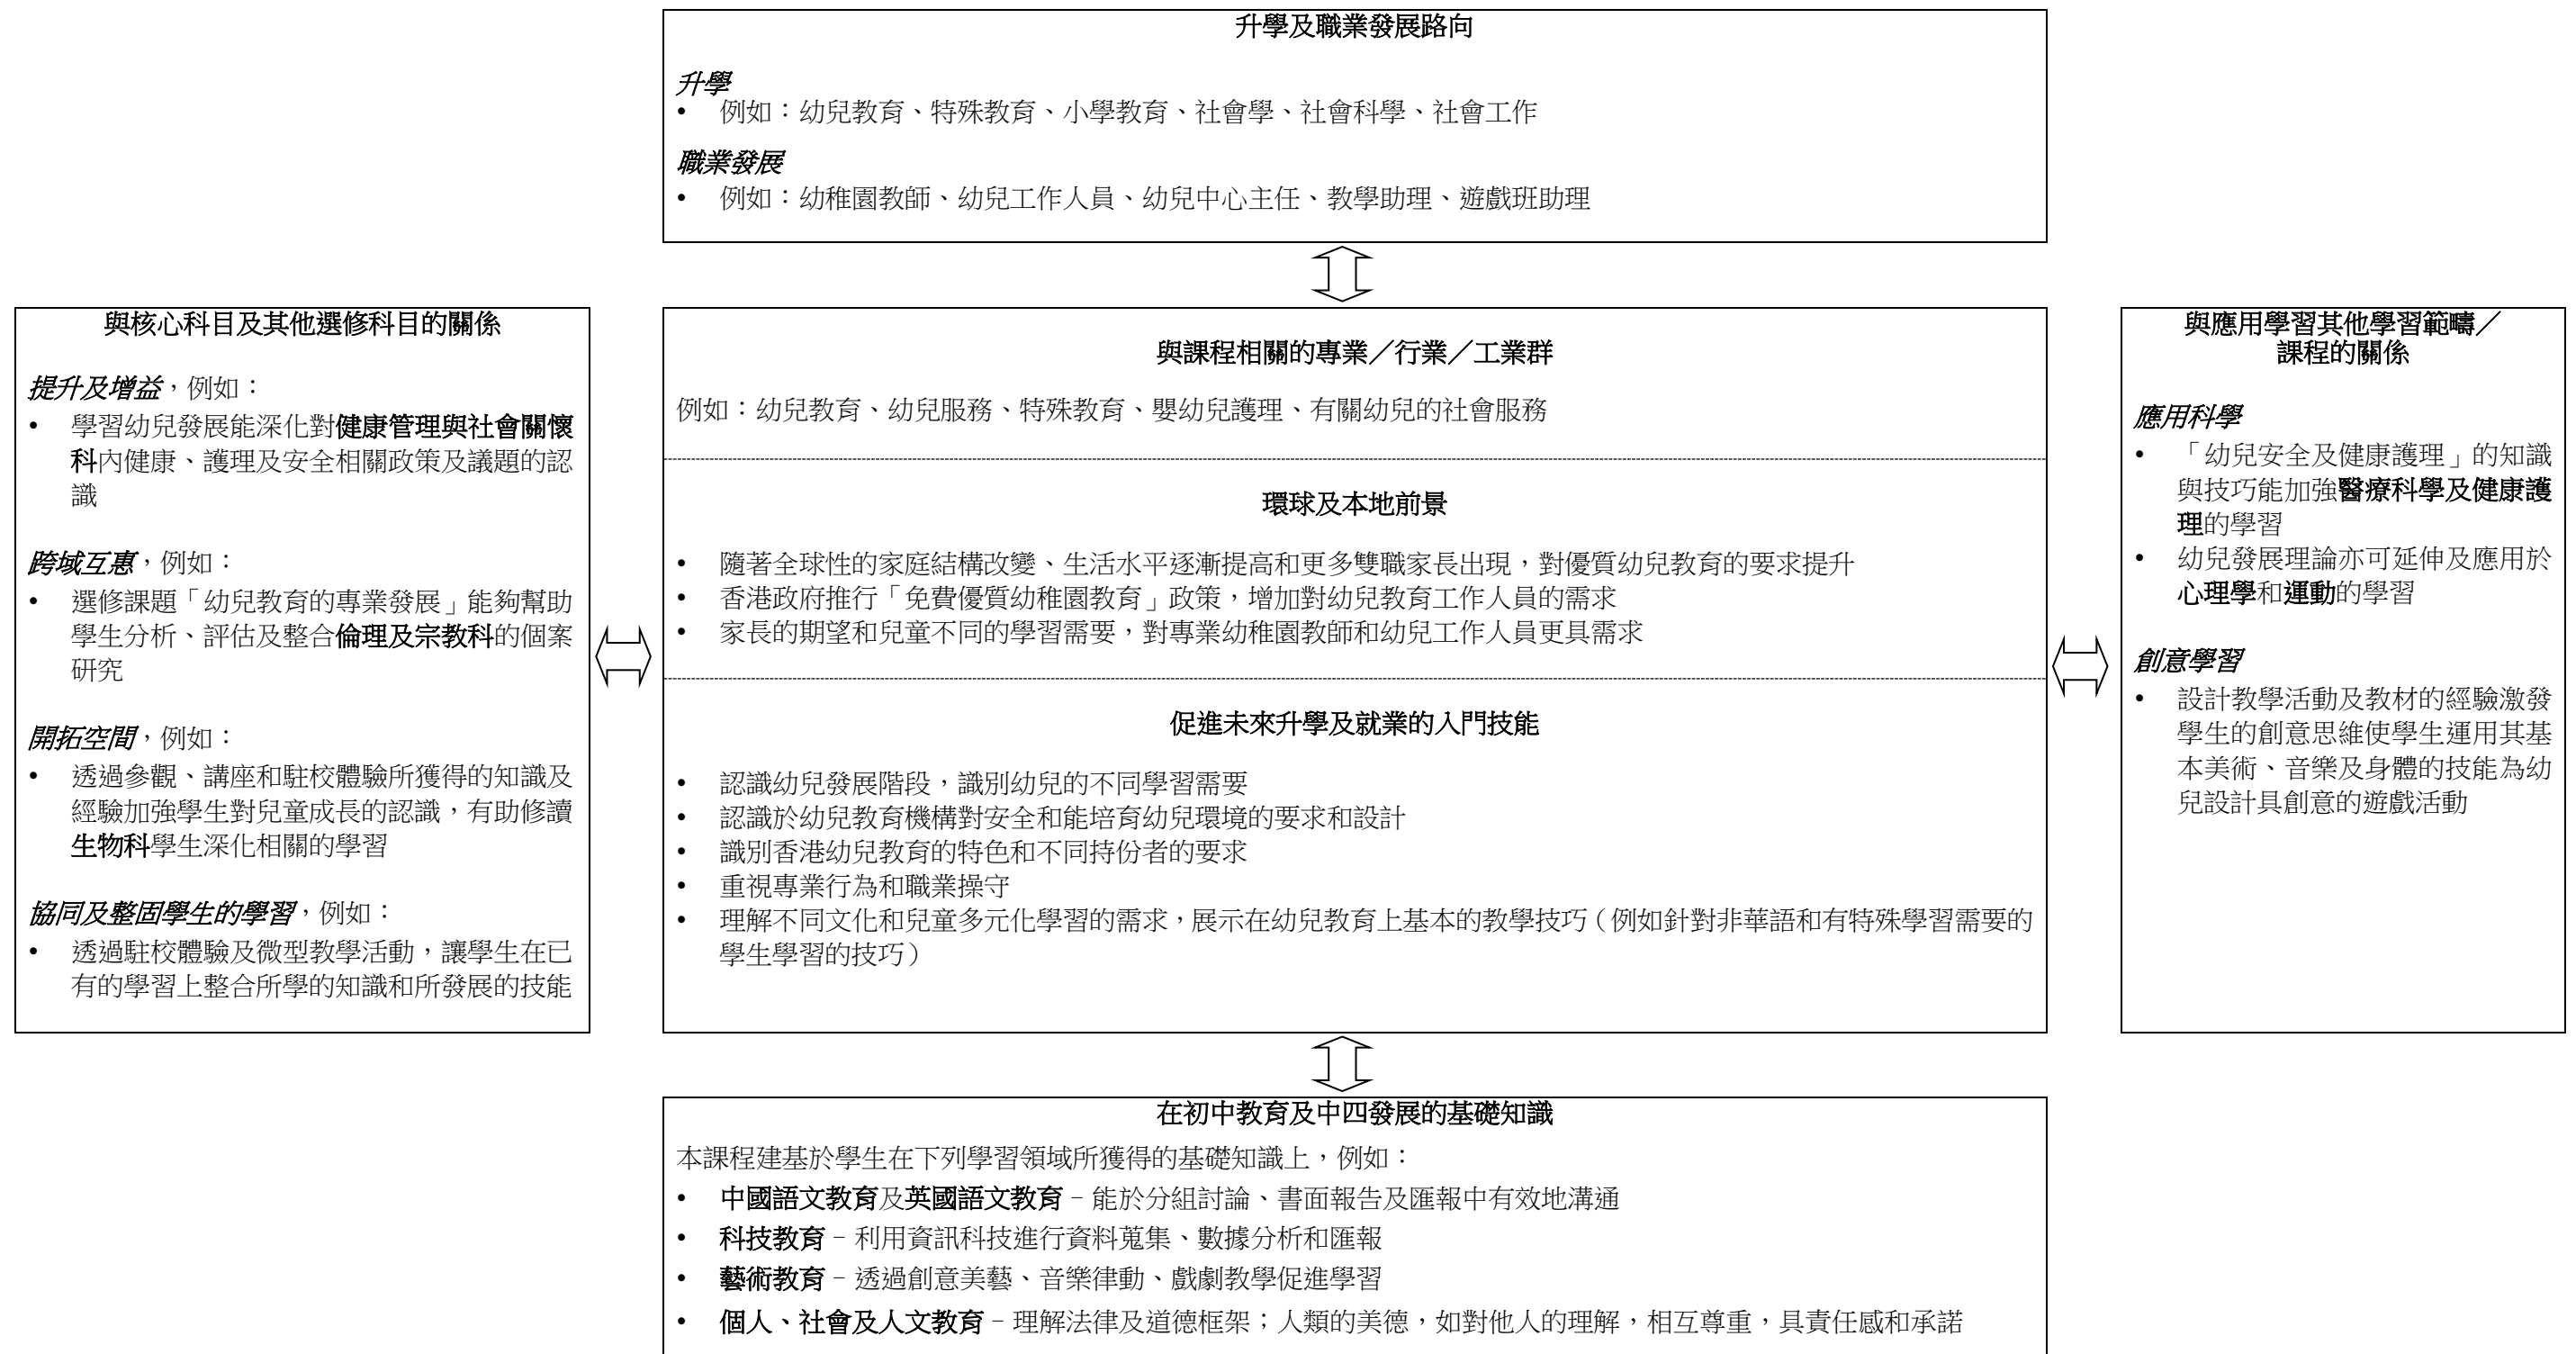 升學及職業發展路向
升學
• 例如：幼兒教育、特殊教育、小學教育、社會學、社會科學、社會工作
職業發展
• 例如：幼稚園教師、幼兒工作人員、幼兒中心主任、教學助理、遊戲班助理
與核心科目及其他選修科目的關係
提升及增益，例如：
• 學習幼兒發展能深化對健康管理與社會關懷
科內健康、護理及安全相關政策及議題的認
識
跨域互惠，例如：
• 選修課題「幼兒教育的專業發展」能夠幫助
學生分析、評估及整合倫理及宗教科的個案
研究
開拓空間，例如：
• 透過參觀、講座和駐校體驗所獲得的知識及
經驗加強學生對兒童成長的認識，有助修讀
生物科學生深化相關的學習
協同及整固學生的學習，例如：
• 透過駐校體驗及微型教學活動，讓學生在已
有的學習上整合所學的知識和所發展的技能
與課程相關的專業／行業／工業群
例如：幼兒教育、幼兒服務、特殊教育、嬰幼兒護理、有關幼兒的社會服務
環球及本地前景
• 隨著全球性的家庭結構改變、生活水平逐漸提高和更多雙職家長出現，對優質幼兒教育的要求提升
• 香港政府推行「免費優質幼稚園教育」政策，增加對幼兒教育工作人員的需求
• 家長的期望和兒童不同的學習需要，對專業幼稚園教師和幼兒工作人員更具需求
促進未來升學及就業的入門技能
• 認識幼兒發展階段，識別幼兒的不同學習需要
• 認識於幼兒教育機構對安全和能培育幼兒環境的要求和設計
• 識別香港幼兒教育的特色和不同持份者的要求
• 重視專業行為和職業操守
• 理解不同文化和兒童多元化學習的需求，展示在幼兒教育上基本的教學技巧（例如針對非華語和有特殊學習需要的
學生學習的技巧）
與應用學習其他學習範疇／
課程的關係
應用科學
• 「幼兒安全及健康護理」的知識
與技巧能加強醫療科學及健康護
理的學習
• 幼兒發展理論亦可延伸及應用於
心理學和運動的學習
創意學習
• 設計教學活動及教材的經驗激發
學生的創意思維使學生運用其基
本美術、音樂及身體的技能為幼
兒設計具創意的遊戲活動
在初中教育及中四發展的基礎知識
本課程建基於學生在下列學習領域所獲得的基礎知識上，例如：
• 中國語文教育及英國語文教育 – 能於分組討論、書面報告及匯報中有效地溝通
• 科技教育 – 利用資訊科技進行資料蒐集、數據分析和匯報
• 藝術教育 – 透過創意美藝、音樂律動、戲劇教學促進學習
• 個人、社會及人文教育 – 理解法律及道德框架；人類的美德，如對他人的理解，相互尊重，具責任感和承諾